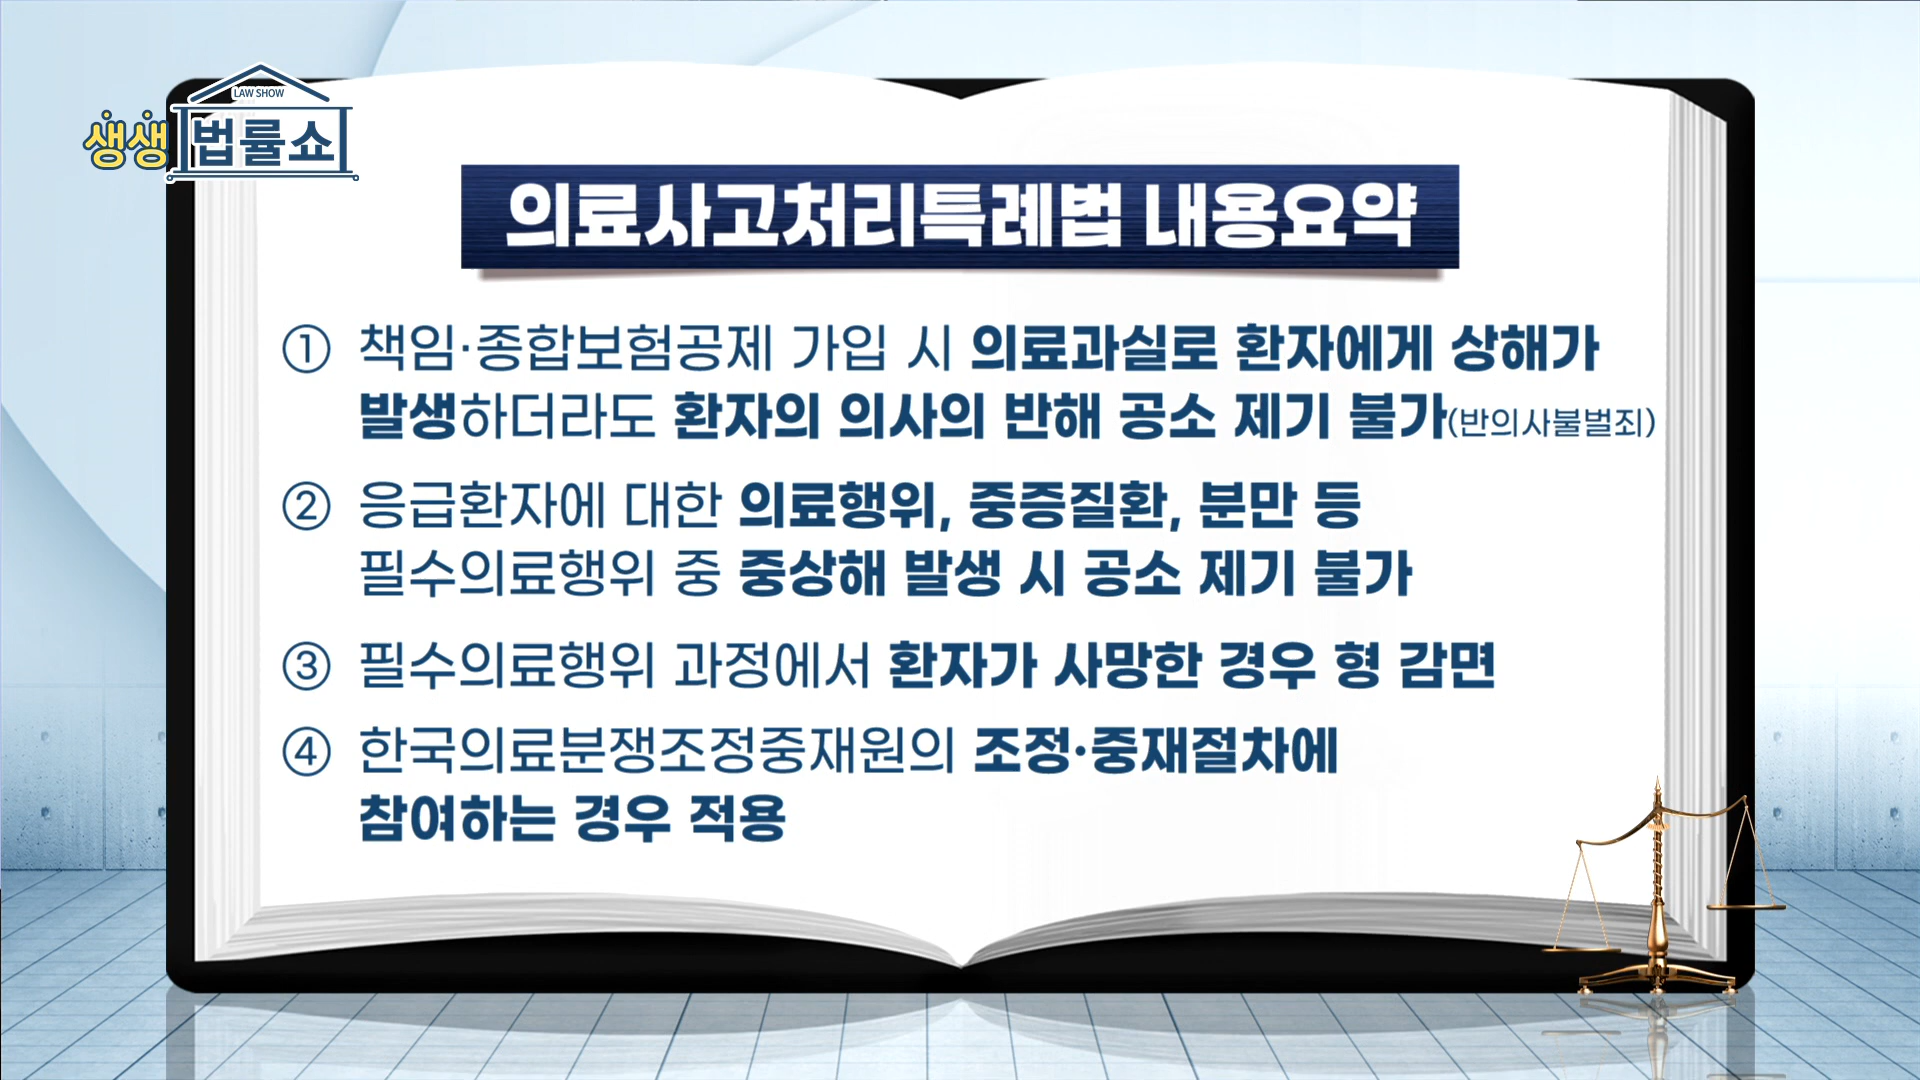 LAW SHOW
생생 법률쇼
의료사고처리특례법 내용요약
① 책임·종합보험공제 가입 시 의료과실로 환자에게 상해가
발생하더라도 환자의 의사의 반해 공소 제기 불가(반의사불벌죄)
② 응급환자에 대한 의료행위, 중증질환, 분만 등
필수의료행위 중 중상해 발생 시 공소 제기 불가
③ 필수의료행위 과정에서 환자가 사망한 경우 형 감면
④ 한국의료분쟁조정중재원의 조정·중재절차에
참여하는 경우 적용